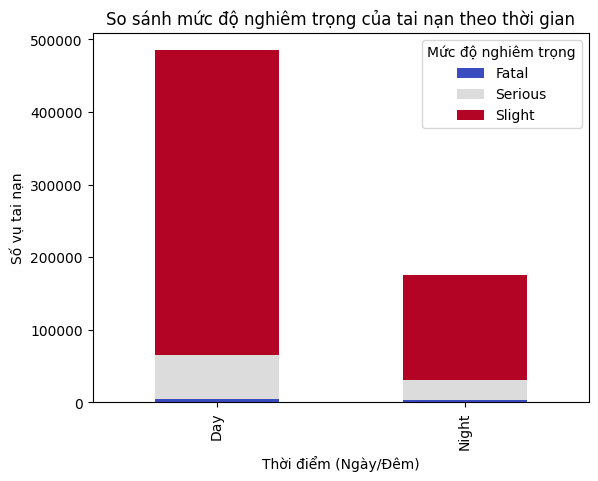 So sánh mức độ nghiêm trọng của tai nạn theo thời gian
Mức độ nghiêm trọng
Fatal
Serious
Slight
Số vụ tai nạn
500000
400000
300000
200000
100000
0
Day
Night
Thời điểm (Ngày/Đêm)